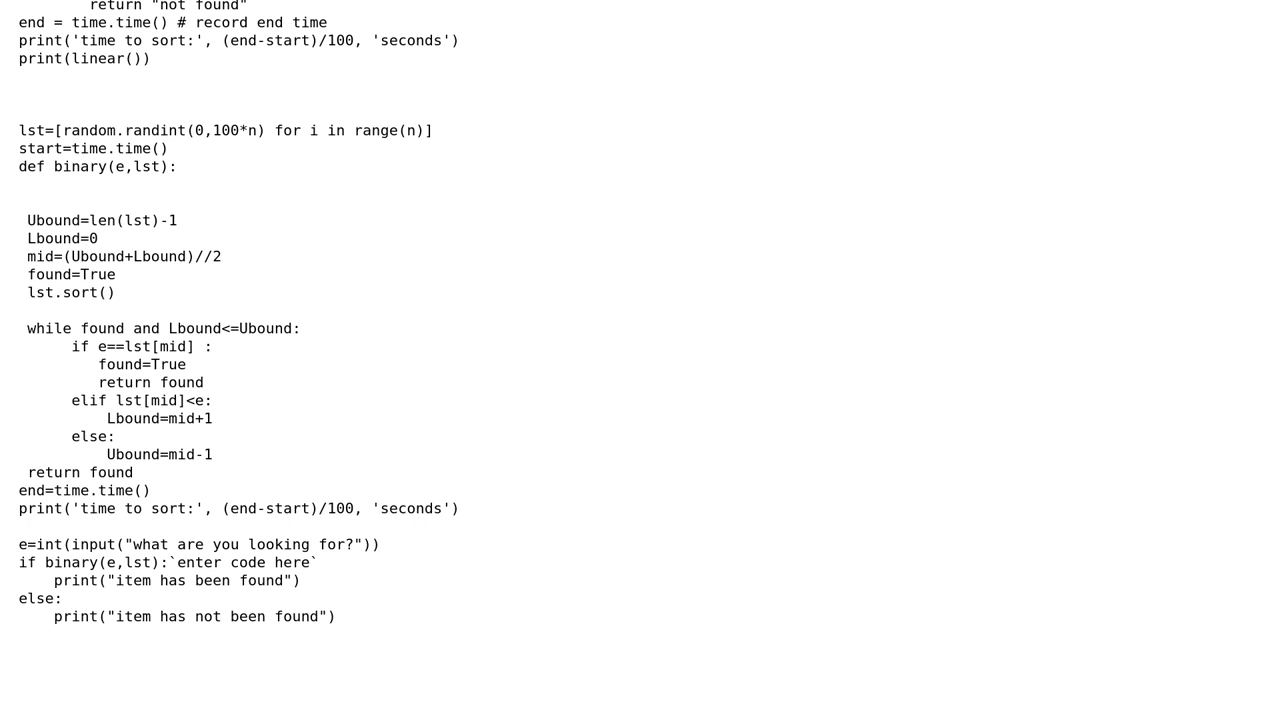 return "not found"
end = time.time() # record end time
print('time to sort:', (end-start)/100, 'seconds')
print(linear())
lst=[random.randint(0,100*n) for i in range(n)]
start=time.time()
def binary(e,lst):
Ubound=len(lst)-1
Lbound=0
mid=(Ubound+Lbound)//2
found=True
lst.sort()
while found and Lbound<=Ubound:
if e==lst[mid] :
found=True
return found
elif lst[mid]<e:
Lbound=mid+1
else:
Ubound=mid-1
return found
end=time.time()
print('time to sort:', (end-start)/100, 'seconds')
e=int(input("what are you looking for?"))
if binary(e,lst):`enter code here`
print("item has been found")
else:
print("item has not been found")